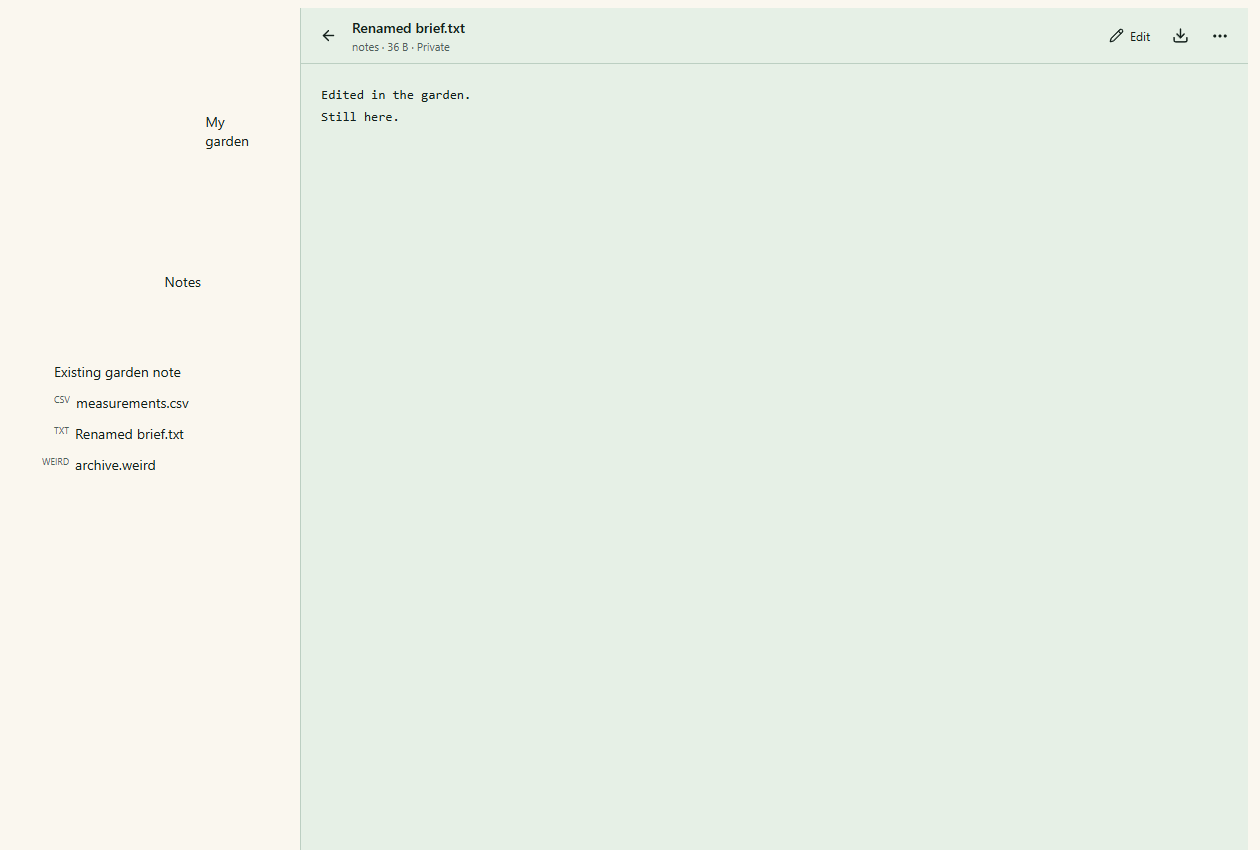 Renamed brief.txt
notes · 36 B · Private
Edit
Edited in the garden.
Still here.
My
garden
Notes
Existing garden note
CSV measurements.csv
TXT Renamed brief.txt
WEIRD archive.weird